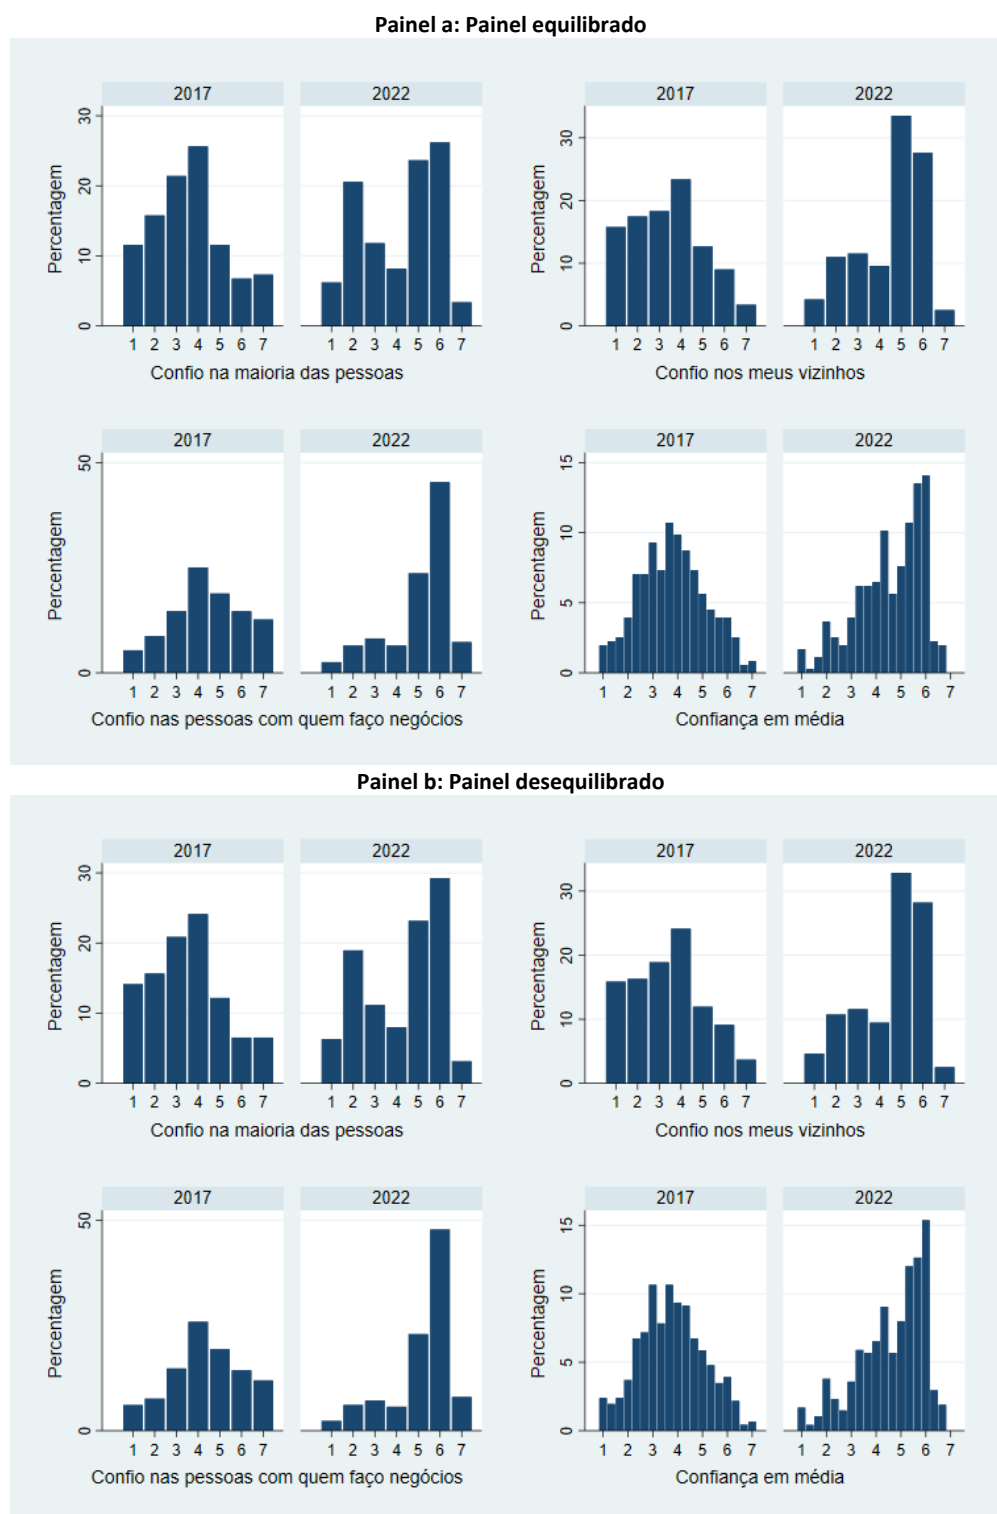 Painel a: Painel equilibrado
2017 2022
Percentagem
0 10 20 30
1 2 3 4 5 6 7 1 2 3 4 5 6 7
Confio na maioria das pessoas
2017 2022
Percentagem
0 10 20 30
1 2 3 4 5 6 7 1 2 3 4 5 6 7
Confio nos meus vizinhos
2017 2022
Percentagem
0 50
1 2 3 4 5 6 7 1 2 3 4 5 6 7
Confio nas pessoas com quem faço negócios
2017 2022
Percentagem
0 5 10 15
1 2 3 4 5 6 7 1 2 3 4 5 6 7
Confiança em média
Painel b: Painel desequilibrado
2017 2022
Percentagem
0 10 20 30
1 2 3 4 5 6 7 1 2 3 4 5 6 7
Confio na maioria das pessoas
2017 2022
Percentagem
0 10 20 30
1 2 3 4 5 6 7 1 2 3 4 5 6 7
Confio nos meus vizinhos
2017 2022
Percentagem
0 50
1 2 3 4 5 6 7 1 2 3 4 5 6 7
Confio nas pessoas com quem faço negócios
2017 2022
Percentagem
0 5 10 15
1 2 3 4 5 6 7 1 2 3 4 5 6 7
Confiança em média